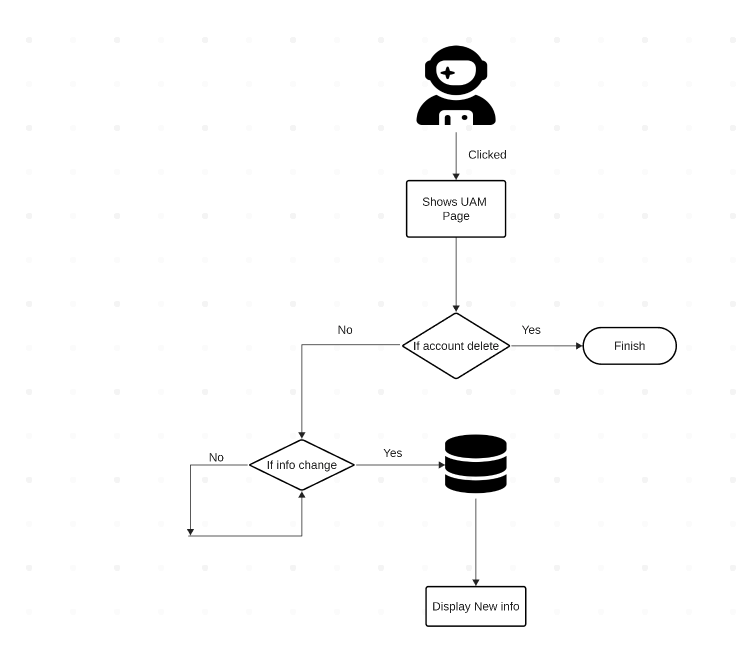 Clicked
Shows UAM
Page
No
Yes
If account delete
Finish
No
Yes
If info change
Display New info